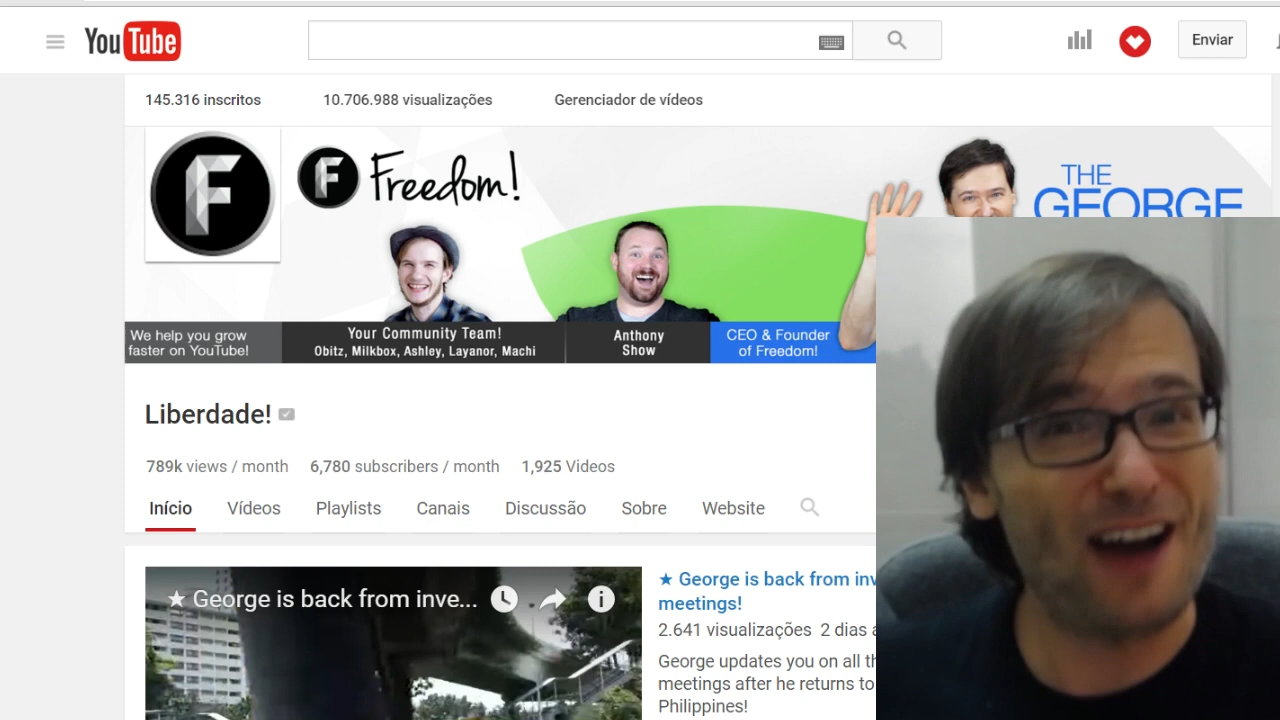 YouTube
Enviar
145.316 inscritos
10.706.988 visualizações
Gerenciador de vídeos
F
F
Freedom!
THE
GEORGE
We help you grow
faster on YouTube!
Your Community Team!
Obitz, Milkbox, Ashley, Layanor, Machi
Anthony
Show
CEO & Founder
of Freedom!
Liberdade!
789k views / month
6,780 subscribers / month
1,925 Videos
Início
Vídeos
Playlists
Canais
Discussão
Sobre
Website
★ George is back from inve...
★ George is back from inv
meetings!
2.641 visualizações 2 dias a
George updates you on all th
meetings after he returns to
Philippines!